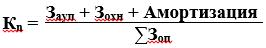 Кп = Заул + Зохн + Амортизация
∑Зоп